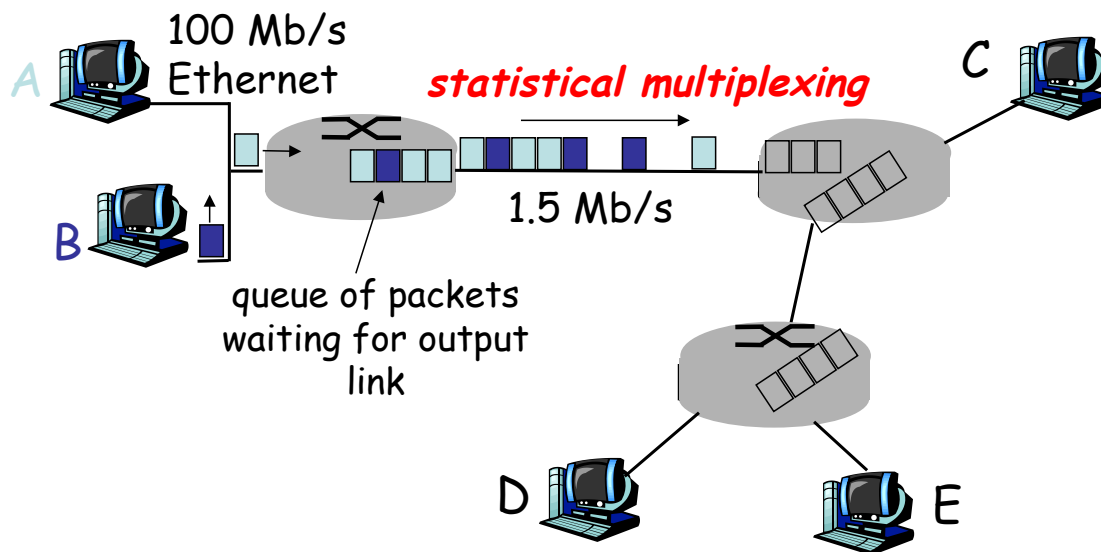 A
100 Mb/s
Ethernet
statistical multiplexing
C
B
1.5 Mb/s
queue of packets
waiting for output
link
D
E